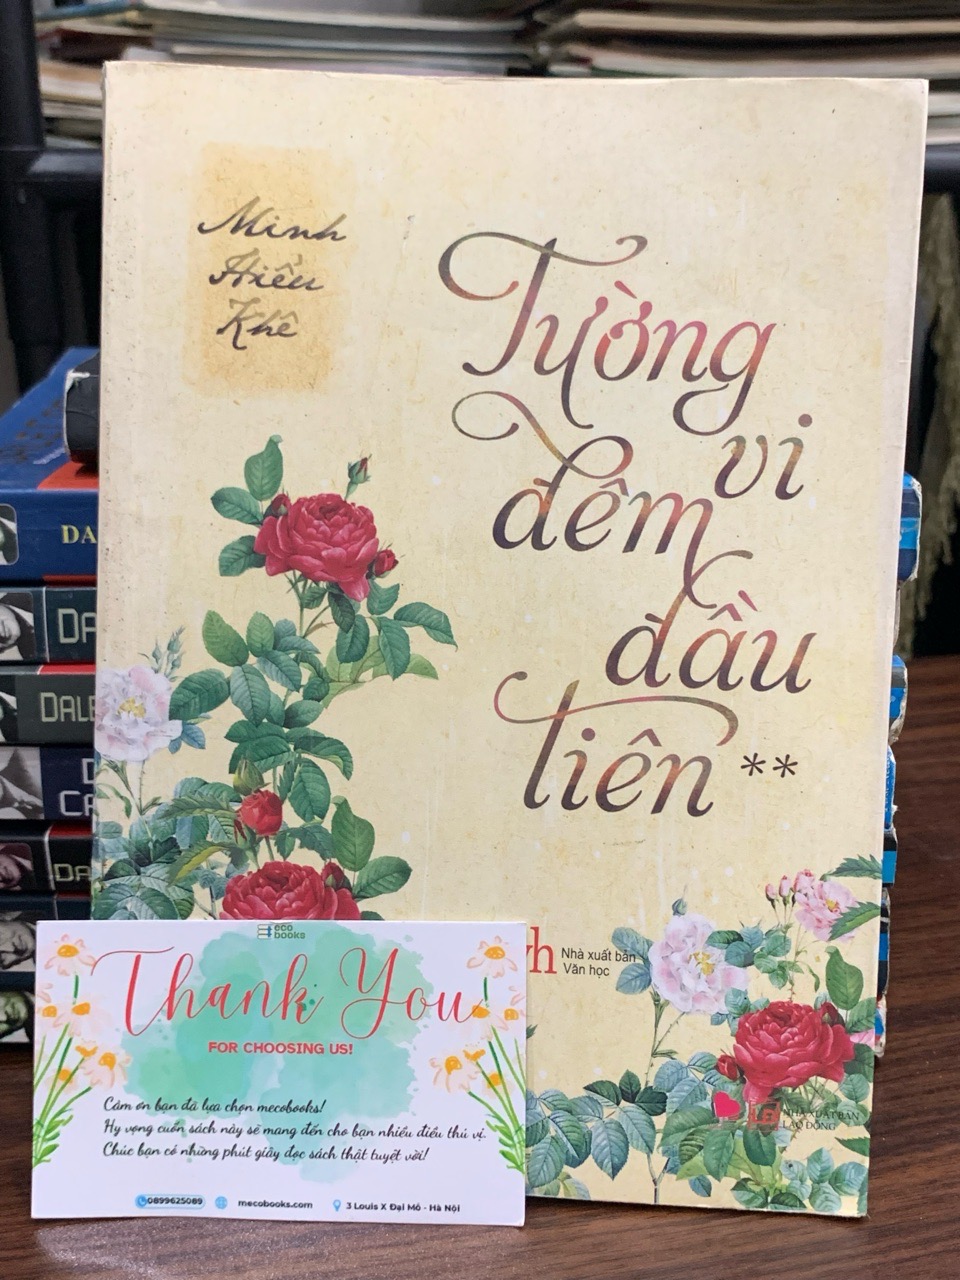 Minh
Hiểu
Khê
Tường
vi
đêm
đầu
tiên **
Nhà xuất bản
Văn học
NHÀ XUẤT BẢN
LAO ĐỘNG
DA
DA
DALE
D
CA
DA
eco
books
Thank You
FOR CHOOSING US!
Cảm ơn bạn đã lựa chọn mecobooks!
Hy vọng cuốn sách này sẽ mang đến cho bạn nhiều điều thú vị.
Chúc bạn có những phút giây đọc sách thật tuyệt vời!
0899625089 mecobooks.com 3 Louis X Đại Mỗ - Hà Nội